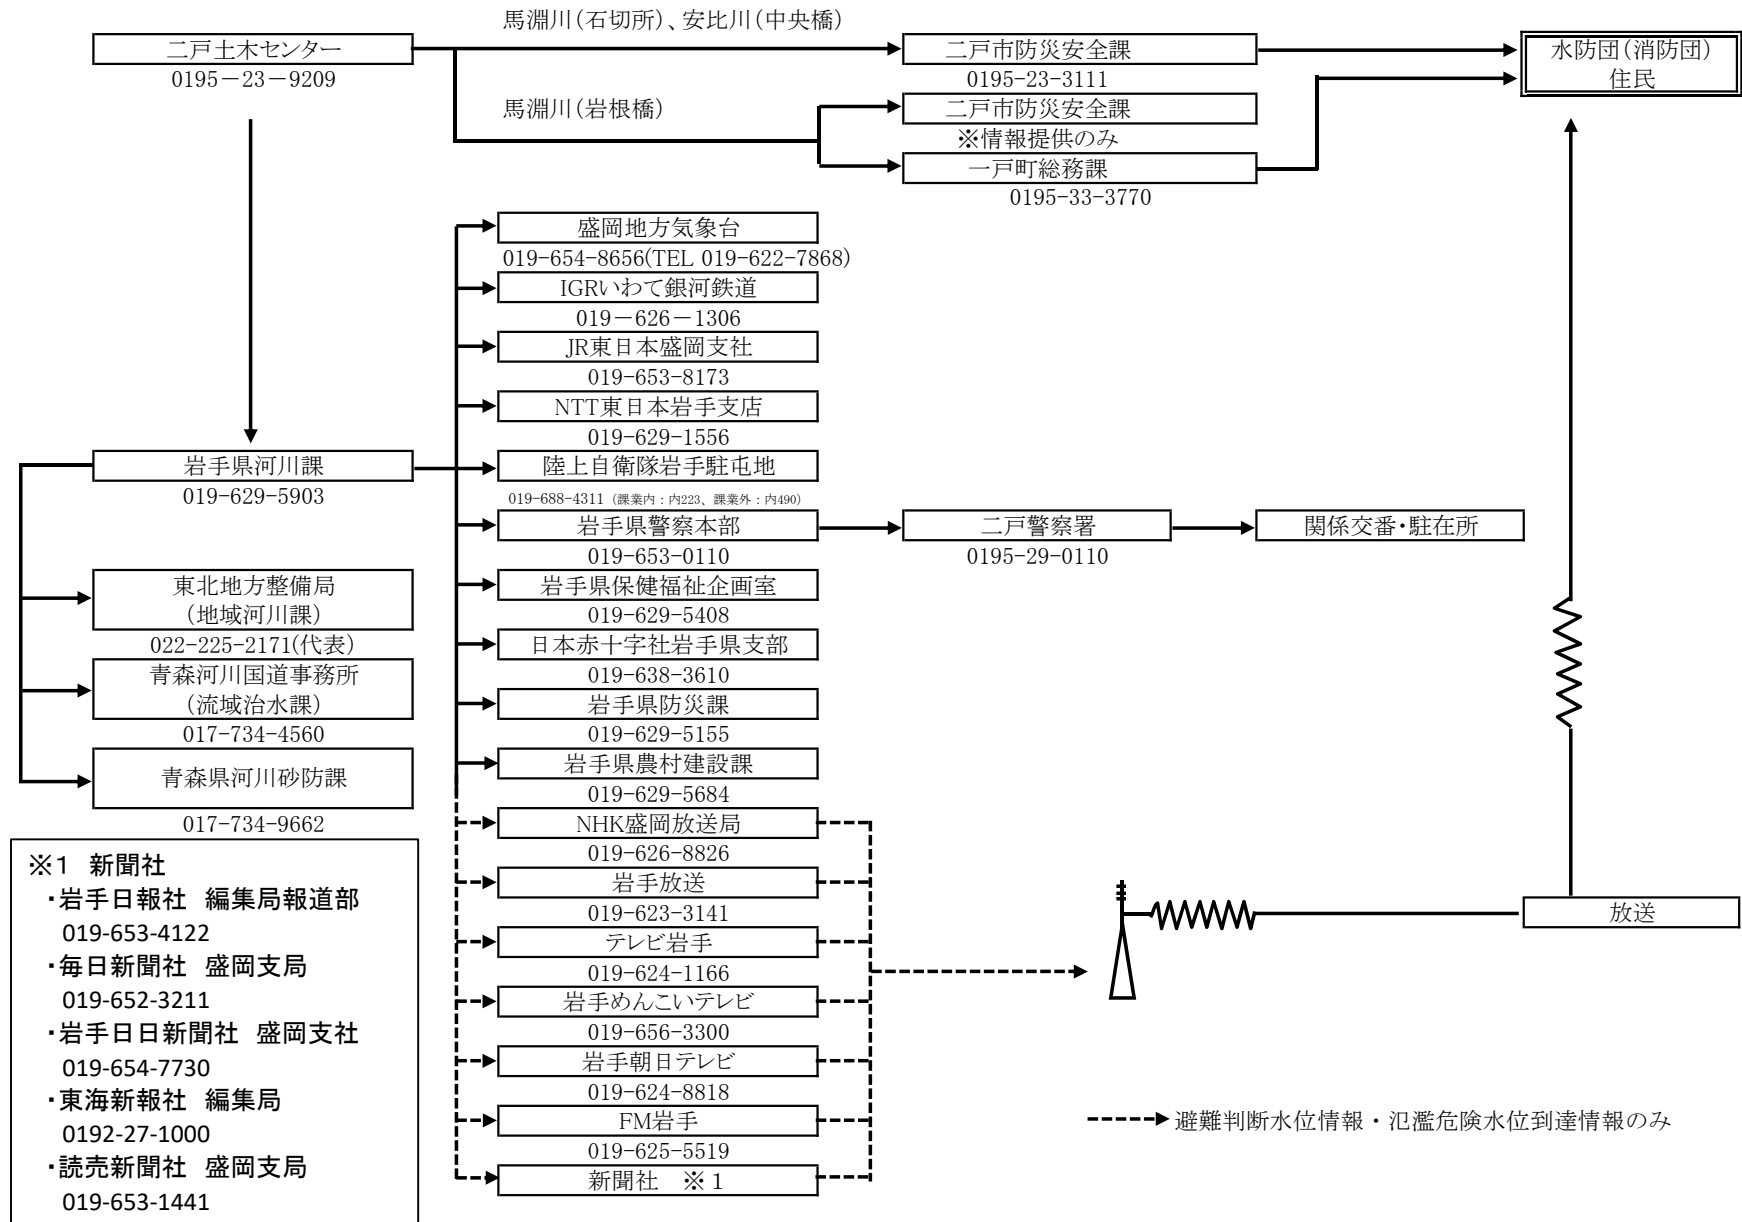 馬淵川(石切所)、安比川(中央橋)
二戸土木センター
0195－23－9209
二戸市防災安全課
0195-23-3111
水防団(消防団)
住民
馬淵川(岩根橋)
二戸市防災安全課
※情報提供のみ
一戸町総務課
0195-33-3770
盛岡地方気象台
019-654-8656(TEL 019-622-7868)
IGRいわて銀河鉄道
019－626－1306
JR東日本盛岡支社
019-653-8173
NTT東日本岩手支店
019-629-1556
岩手県河川課
019-629-5903
陸上自衛隊岩手駐屯地
019-688-4311（課業内：内223、課業外：内490）
岩手県警察本部
019-653-0110
二戸警察署
0195-29-0110
関係交番・駐在所
岩手県保健福祉企画室
019-629-5408
日本赤十字社岩手県支部
019-638-3610
岩手県防災課
019-629-5155
岩手県農村建設課
019-629-5684
東北地方整備局
（地域河川課）
022-225-2171(代表)
青森河川国道事務所
（流域治水課）
017-734-4560
青森県河川砂防課
017-734-9662
NHK盛岡放送局
019-626-8826
岩手放送
019-623-3141
テレビ岩手
019-624-1166
岩手めんこいテレビ
019-656-3300
岩手朝日テレビ
019-624-8818
FM岩手
019-625-5519
新聞社　※１
放送
避難判断水位情報・氾濫危険水位到達情報のみ
※1　新聞社
・岩手日報社　編集局報道部
019-653-4122
・毎日新聞社　盛岡支局
019-652-3211
・岩手日日新聞社　盛岡支社
019-654-7730
・東海新報社　編集局
0192-27-1000
・読売新聞社　盛岡支局
019-653-1441